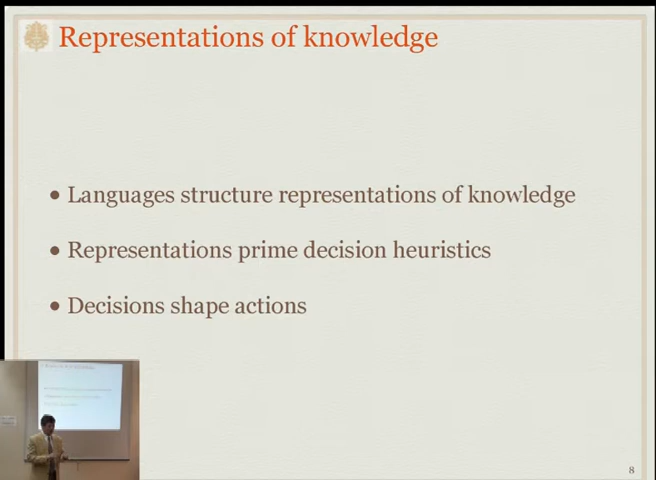 Representations of knowledge
• Languages structure representations of knowledge
• Representations prime decision heuristics
• Decisions shape actions
8